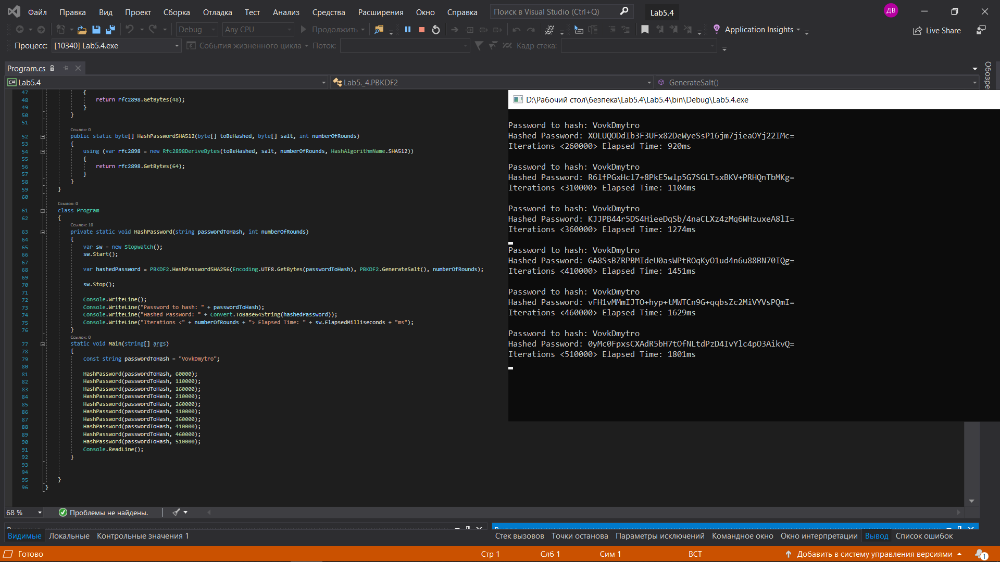 Файл Правка Вид Проект Сборка Отладка Тест Анализ Средства Расширения Окно Справка Поиск в Visual Studio (Ctrl+Q) Lab5.4 ДВ
Debug Any CPU Продолжить Application Insights Live Share
Процесс: [10340] Lab5.4.exe События жизненного цикла Поток: Кадр стека:
Program.cs
Обозре
C# Lab5.4 Lab5._4.PBKDF2 GenerateSalt()
47 {
48 return rfc2898.GetBytes(48);
49 }
50 }
51
Ссылок: 0
52 public static byte[] HashPasswordSHA512(byte[] toBeHashed, byte[] salt, int numberOfRounds)
53 {
54 using (var rfc2898 = new Rfc2898DeriveBytes(toBeHashed, salt, numberOfRounds, HashAlgorithmName.SHA512))
55 {
56 return rfc2898.GetBytes(64);
57 }
58 }
59 }
60
Ссылок: 0
61 class Program
62 {
Ссылок: 10
63 private static void HashPassword(string passwordToHash, int numberOfRounds)
64 {
65 var sw = new Stopwatch();
66 sw.Start();
67
68 var hashedPassword = PBKDF2.HashPasswordSHA256(Encoding.UTF8.GetBytes(passwordToHash), PBKDF2.GenerateSalt(), numberOfRounds);
69
70 sw.Stop();
71
72 Console.WriteLine();
73 Console.WriteLine("Password to hash: " + passwordToHash);
74 Console.WriteLine("Hashed Password: " + Convert.ToBase64String(hashedPassword));
75 Console.WriteLine("Iterations <" + numberOfRounds + "> Elapsed Time: " + sw.ElapsedMilliseconds + "ms");
76 }
Ссылок: 0
77 static void Main(string[] args)
78 {
79 const string passwordToHash = "VovkDmytro";
80
81 HashPassword(passwordToHash, 60000);
82 HashPassword(passwordToHash, 110000);
83 HashPassword(passwordToHash, 160000);
84 HashPassword(passwordToHash, 210000);
85 HashPassword(passwordToHash, 260000);
86 HashPassword(passwordToHash, 310000);
87 HashPassword(passwordToHash, 360000);
88 HashPassword(passwordToHash, 410000);
89 HashPassword(passwordToHash, 460000);
90 HashPassword(passwordToHash, 510000);
91 Console.ReadLine();
92 }
93
94
95 }
96 }
D:\Рабочий стол\безпека\Lab5.4\Lab5.4\bin\Debug\Lab5.4.exe
Password to hash: VovkDmytro
Hashed Password: XOLUQODdIb3F3UFx82DeWyeSsP16jm7jieaOYj22IMc=
Iterations <260000> Elapsed Time: 920ms
Password to hash: VovkDmytro
Hashed Password: R6lfPGxHcl7+8PkE5wlp5G7SGLTsxBKV+PRHQnTbMKg=
Iterations <310000> Elapsed Time: 1104ms
Password to hash: VovkDmytro
Hashed Password: KJJPB44r5DS4HieeDqSb/4naCLXz4zMq6WHzuxeA8lI=
Iterations <360000> Elapsed Time: 1274ms
Password to hash: VovkDmytro
Hashed Password: GA8SsBZRPBMIdeU0asWPtROqKyO1ud4n6u88BN70IQg=
Iterations <410000> Elapsed Time: 1451ms
Password to hash: VovkDmytro
Hashed Password: vFH1vMMmIJTO+hyp+tMWTCn9G+qqbsZc2MiVYVsPQmI=
Iterations <460000> Elapsed Time: 1629ms
Password to hash: VovkDmytro
Hashed Password: 0yMc0FpxsCXAdR5bH7tOfNLtdPzD4IvYlc4pO3AikvQ=
Iterations <510000> Elapsed Time: 1801ms
68 % Проблемы не найдены.
Видимые Вывод
Видимые Локальные Контрольные значения 1 Стек вызовов Точки останова Параметры исключений Командное окно Окно интерпретации Вывод Список ошибок
Готово Стр 1 Слб 1 Сим 1 ВСТ Добавить в систему управления версиями 1